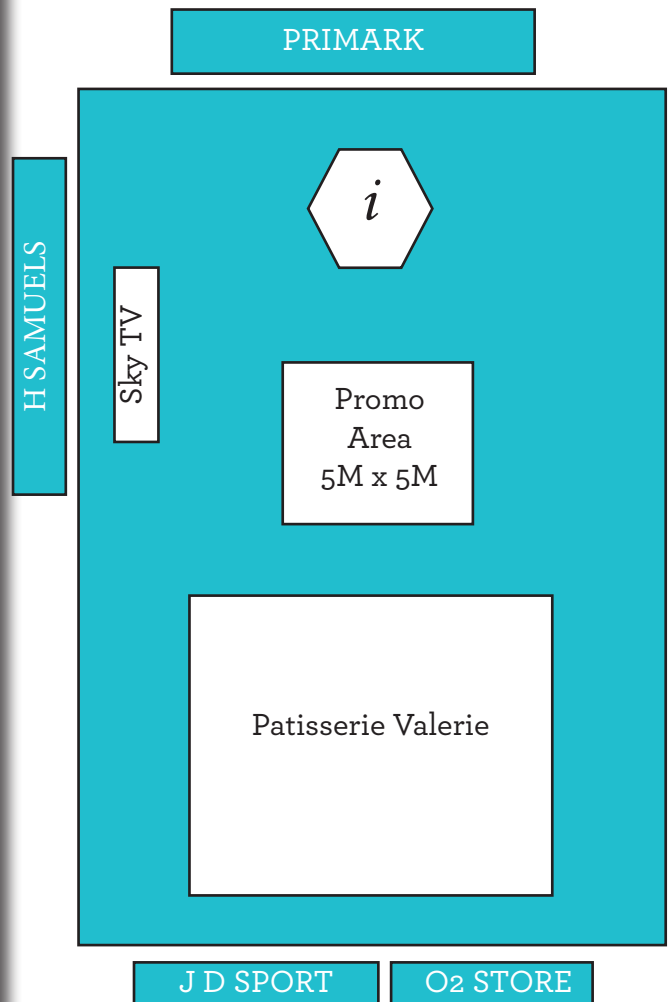 PRIMARK
i
H SAMUELS
Sky TV
Promo
Area
5M x 5M
Patisserie Valerie
J D SPORT
O2 STORE